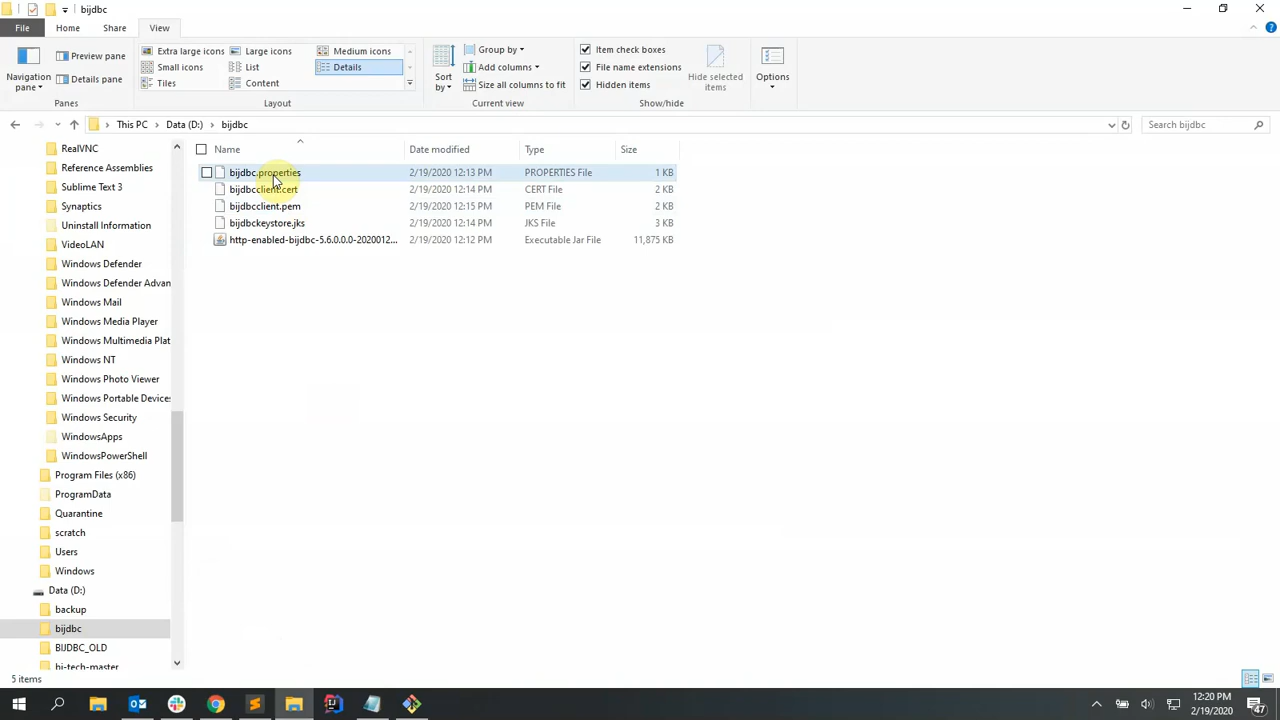 bijdbc
File Home Share View
Preview pane
Details pane
Navigation pane
Panes
Extra large icons Large icons Medium icons
Small icons List Details
Tiles Content
Layout
Sort by
Group by
Add columns
Size all columns to fit
Current view
Item check boxes
File name extensions
Hidden items
Hide selected items
Show/hide
Options
This PC Data (D:) bijdbc
Search bijdbc
Name Date modified Type Size
bijdbc.properties 2/19/2020 12:13 PM PROPERTIES File 1 KB
bijdbcclient.cert 2/19/2020 12:14 PM CERT File 2 KB
bijdbcclient.pem 2/19/2020 12:15 PM PEM File 2 KB
bijdbckeystore.jks 2/19/2020 12:14 PM JKS File 3 KB
http-enabled-bijdbc-5.6.0.0.0-2020012... 2/19/2020 12:12 PM Executable Jar File 11,875 KB
RealVNC
Reference Assemblies
Sublime Text 3
Synaptics
Uninstall Information
VideoLAN
Windows Defender
Windows Defender Advan
Windows Mail
Windows Media Player
Windows Multimedia Plat
Windows NT
Windows Photo Viewer
Windows Portable Devices
Windows Security
WindowsApps
WindowsPowerShell
Program Files (x86)
ProgramData
Quarantine
scratch
Users
Windows
Data (D:)
backup
bijdbc
BIJDBC_OLD
bi-tech-master
5 items
12:20 PM
2/19/2020
47